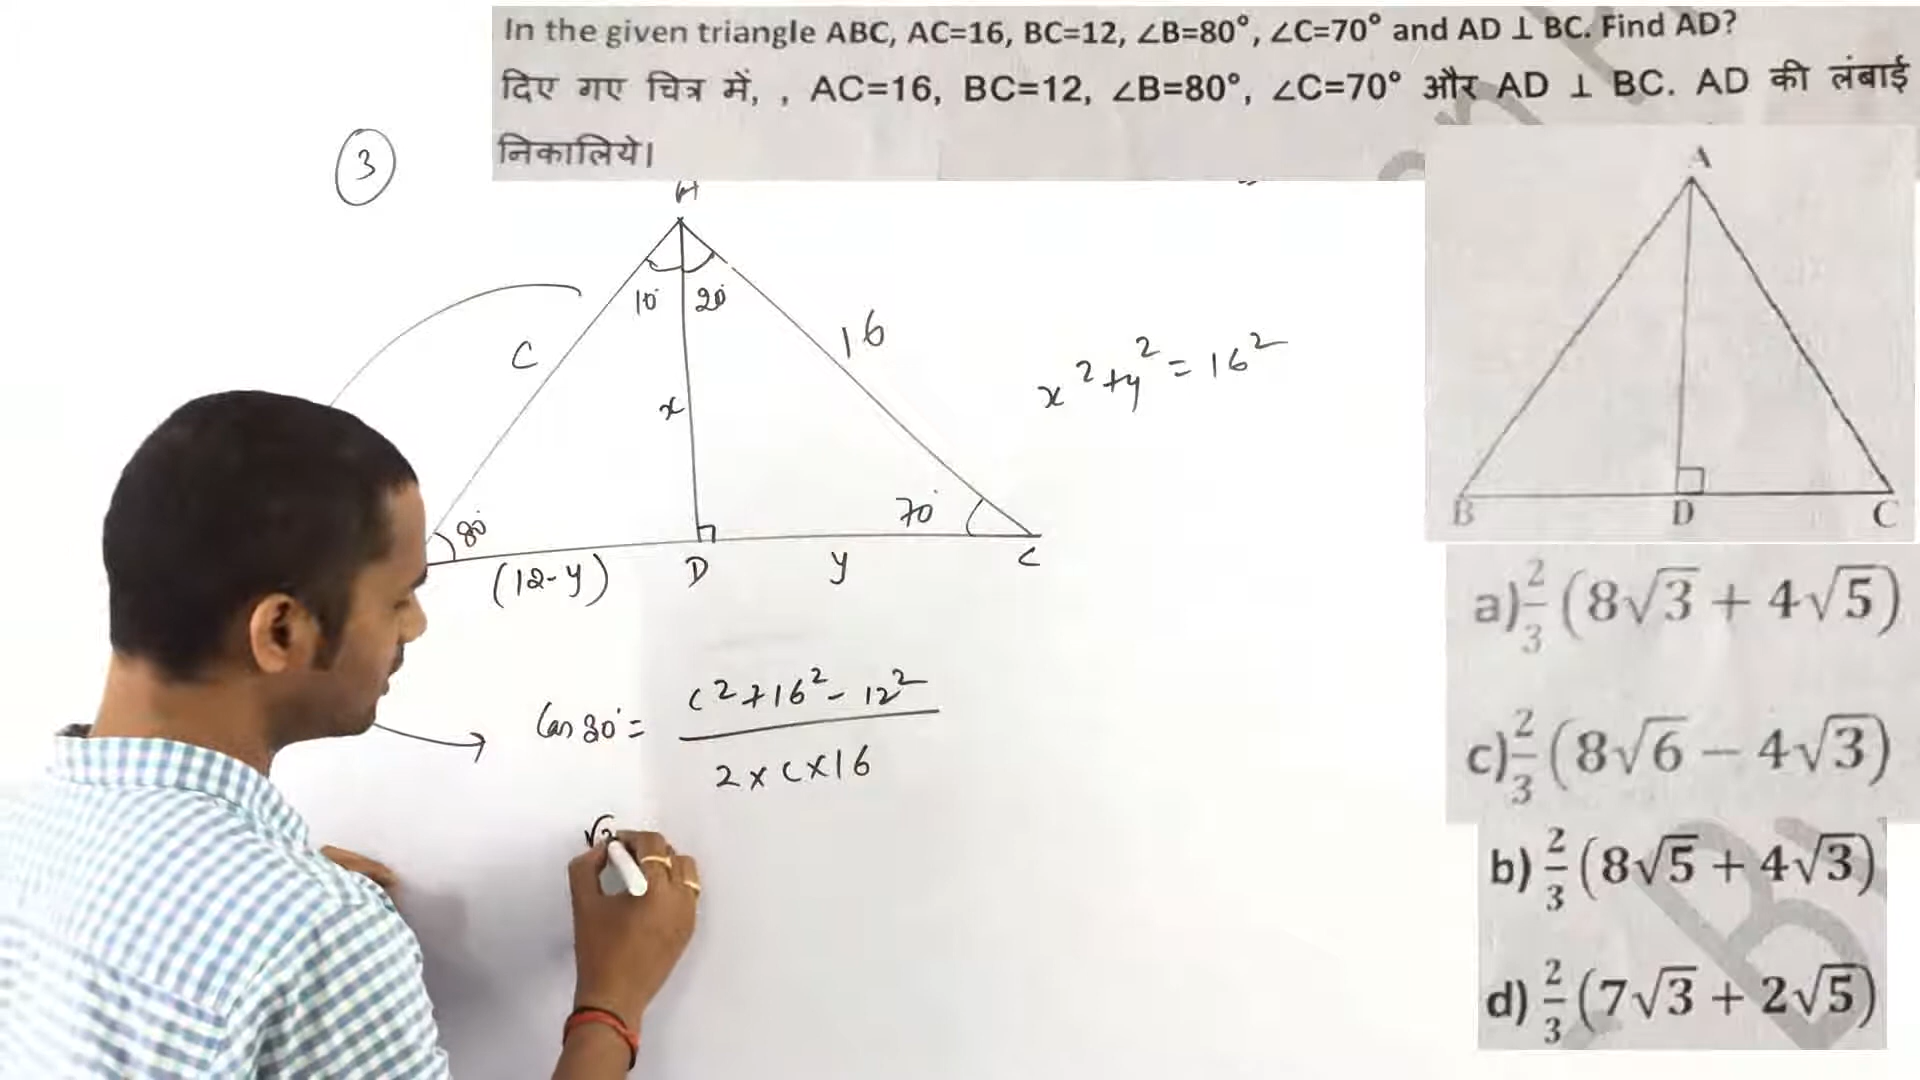 In the given triangle ABC, AC=16, BC=12, ∠B=80°, ∠C=70° and AD ⊥ BC. Find AD?
दिए गए चित्र में, , AC=16, BC=12, ∠B=80°, ∠C=70° और AD ⊥ BC. AD की लंबाई
निकालिये।
3
A
10° 20°
C
16
x
x²+y²=16²
80°
70°
(12-y) D y C
Cos 30° = (c²+16²-12²)/(2×c×16)
√3
A
B D C
a) 2/3 (8√3 + 4√5)
c) 2/3 (8√6 − 4√3)
b) 2/3 (8√5 + 4√3)
d) 2/3 (7√3 + 2√5)